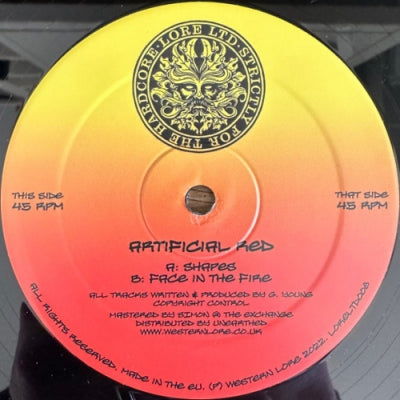 LORE LTD · STRICTLY FOR THE HARDCORE ·
THIS SIDE
45 RPM
THAT SIDE
45 RPM
ARTIFICIAL RED
A: SHAPES
B: FACE IN THE FIRE
ALL TRACKS WRITTEN & PRODUCED BY G. YOUNG
COPYRIGHT CONTROL
MASTERED BY SIMON @ THE EXCHANGE
DISTRIBUTED BY UNEARTHED
WWW.WESTERNLORE.CO.UK
ALL RIGHTS RESERVED. MADE IN THE EU. (P) WESTERN LORE 2022. LORELTD008